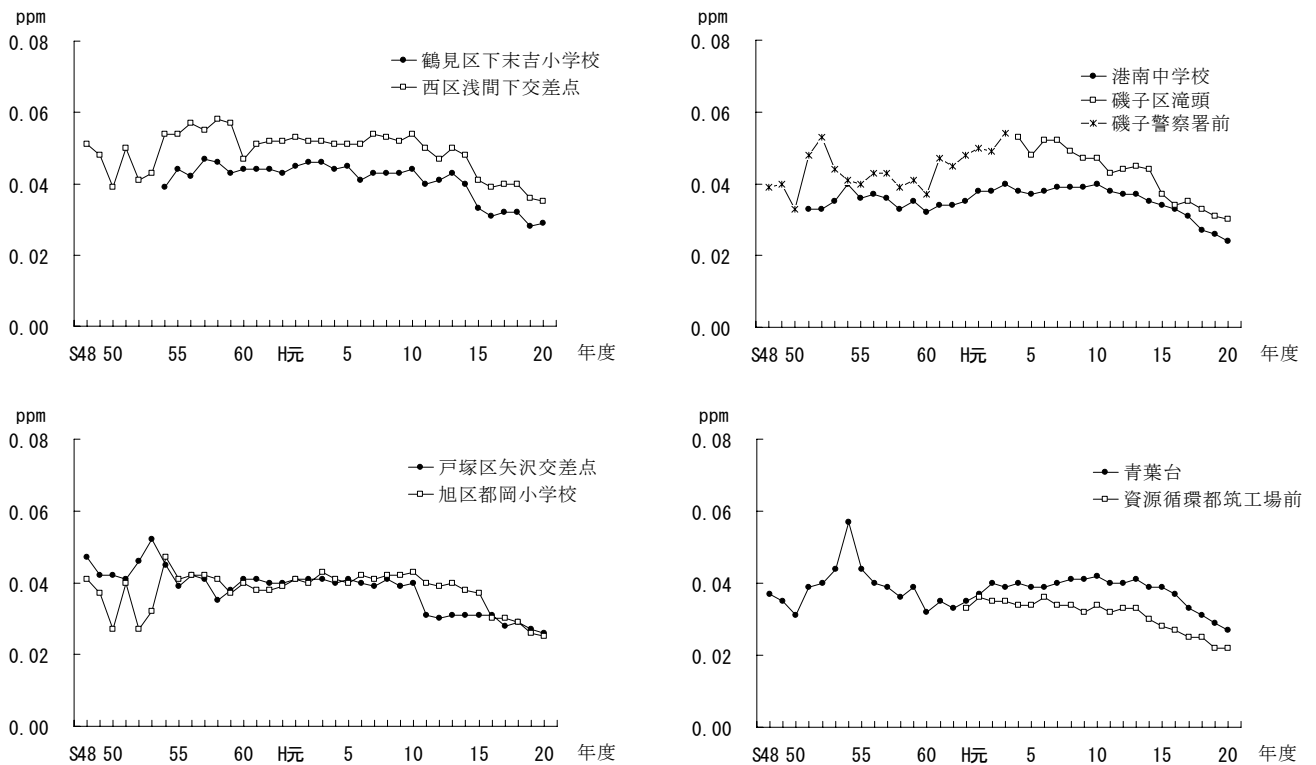 ppm
0.08
0.06
0.04
0.02
0.00
鶴見区下末吉小学校
西区浅間下交差点
S48 50 55 60 H元 5 10 15 20 年度
ppm
0.08
0.06
0.04
0.02
0.00
港南中学校
磯子区滝頭
磯子警察署前
S48 50 55 60 H元 5 10 15 20 年度
ppm
0.08
0.06
0.04
0.02
0.00
戸塚区矢沢交差点
旭区都岡小学校
S48 50 55 60 H元 5 10 15 20 年度
ppm
0.08
0.06
0.04
0.02
0.00
青葉台
資源循環都筑工場前
S48 50 55 60 H元 5 10 15 20 年度